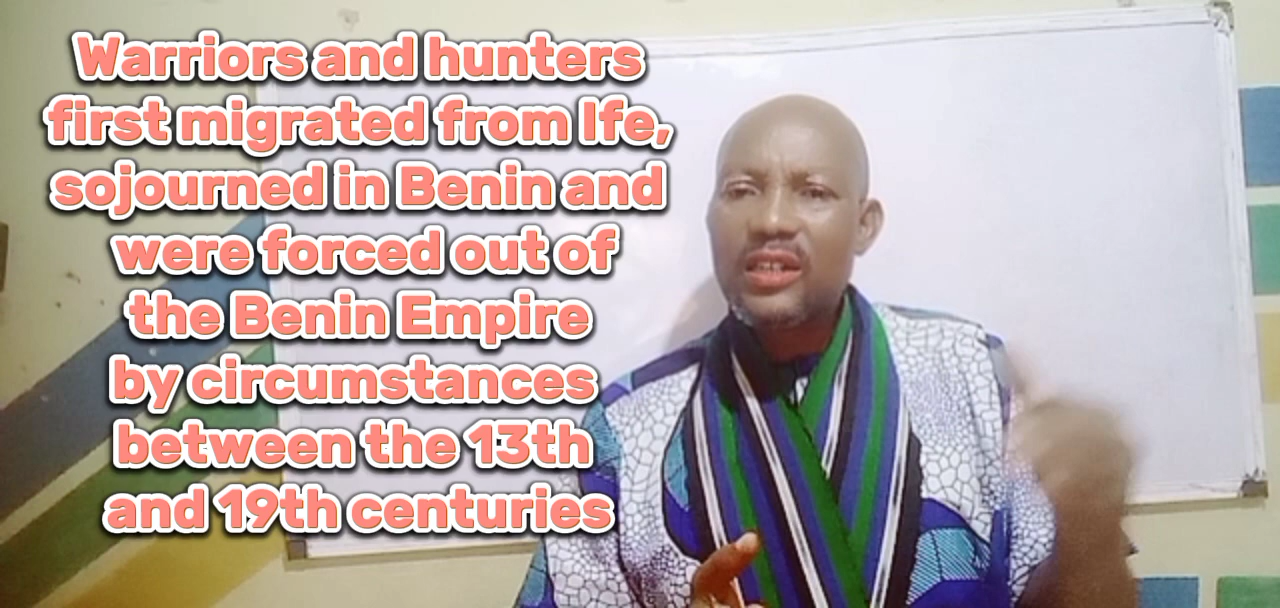 Warriors and hunters
first migrated from Ife,
sojourned in Benin and
were forced out of
the Benin Empire
by circumstances
between the 13th
and 19th centuries